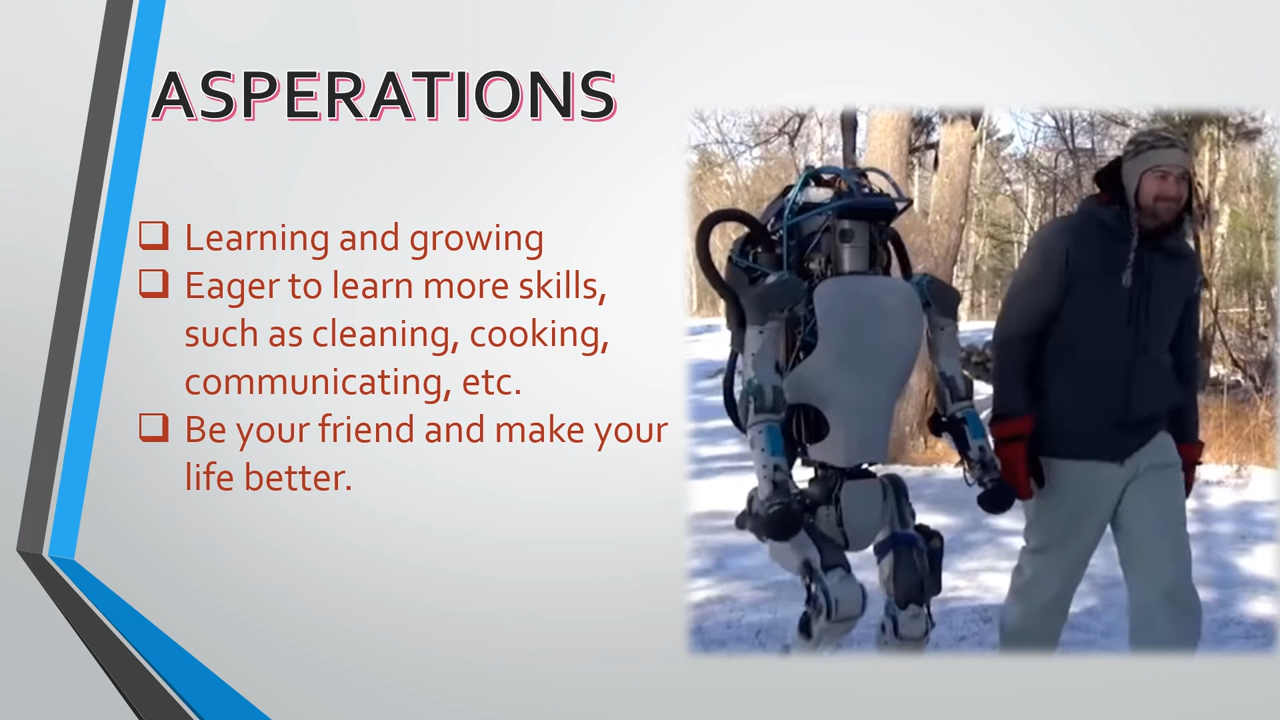 ASPERATIONS
Learning and growing
Eager to learn more skills,
such as cleaning, cooking,
communicating, etc.
Be your friend and make your
life better.